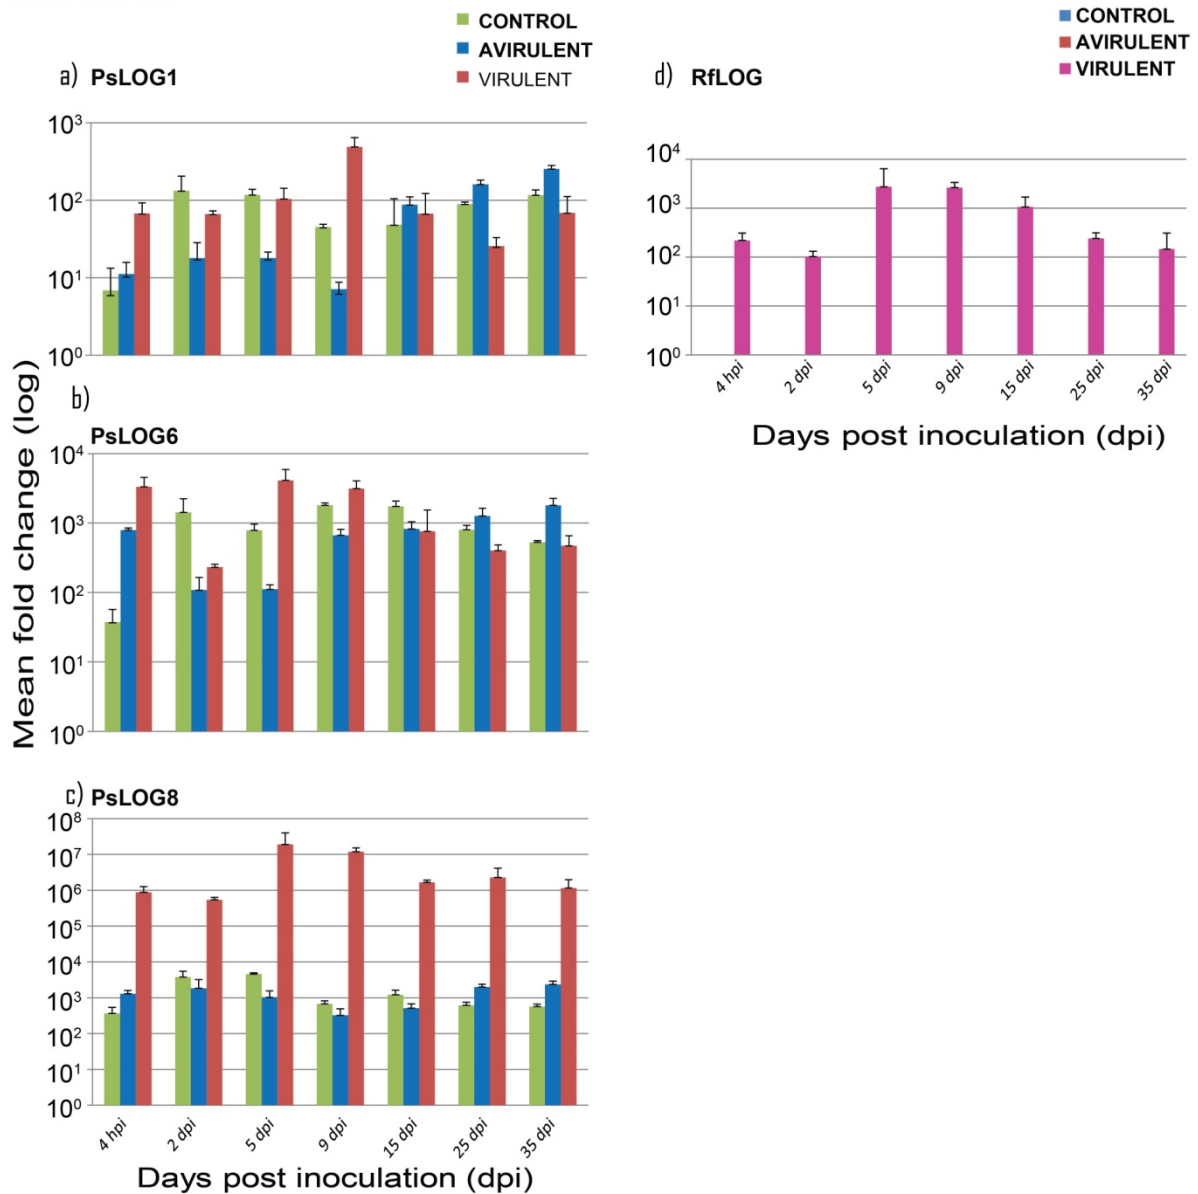 CONTROL
AVIRULENT
VIRULENT
a) PsLOG1
10³
10²
10¹
10⁰
b)
PsLOG6
10⁴
10³
10²
10¹
10⁰
c) PsLOG8
10⁸
10⁷
10⁶
10⁵
10⁴
10³
10²
10¹
10⁰
4 hpi 2 dpi 5 dpi 9 dpi 15 dpi 25 dpi 35 dpi
Days post inoculation (dpi)
Mean fold change (log)
CONTROL
AVIRULENT
VIRULENT
d) RfLOG
10⁴
10³
10²
10¹
10⁰
4 hpi 2 dpi 5 dpi 9 dpi 15 dpi 25 dpi 35 dpi
Days post inoculation (dpi)